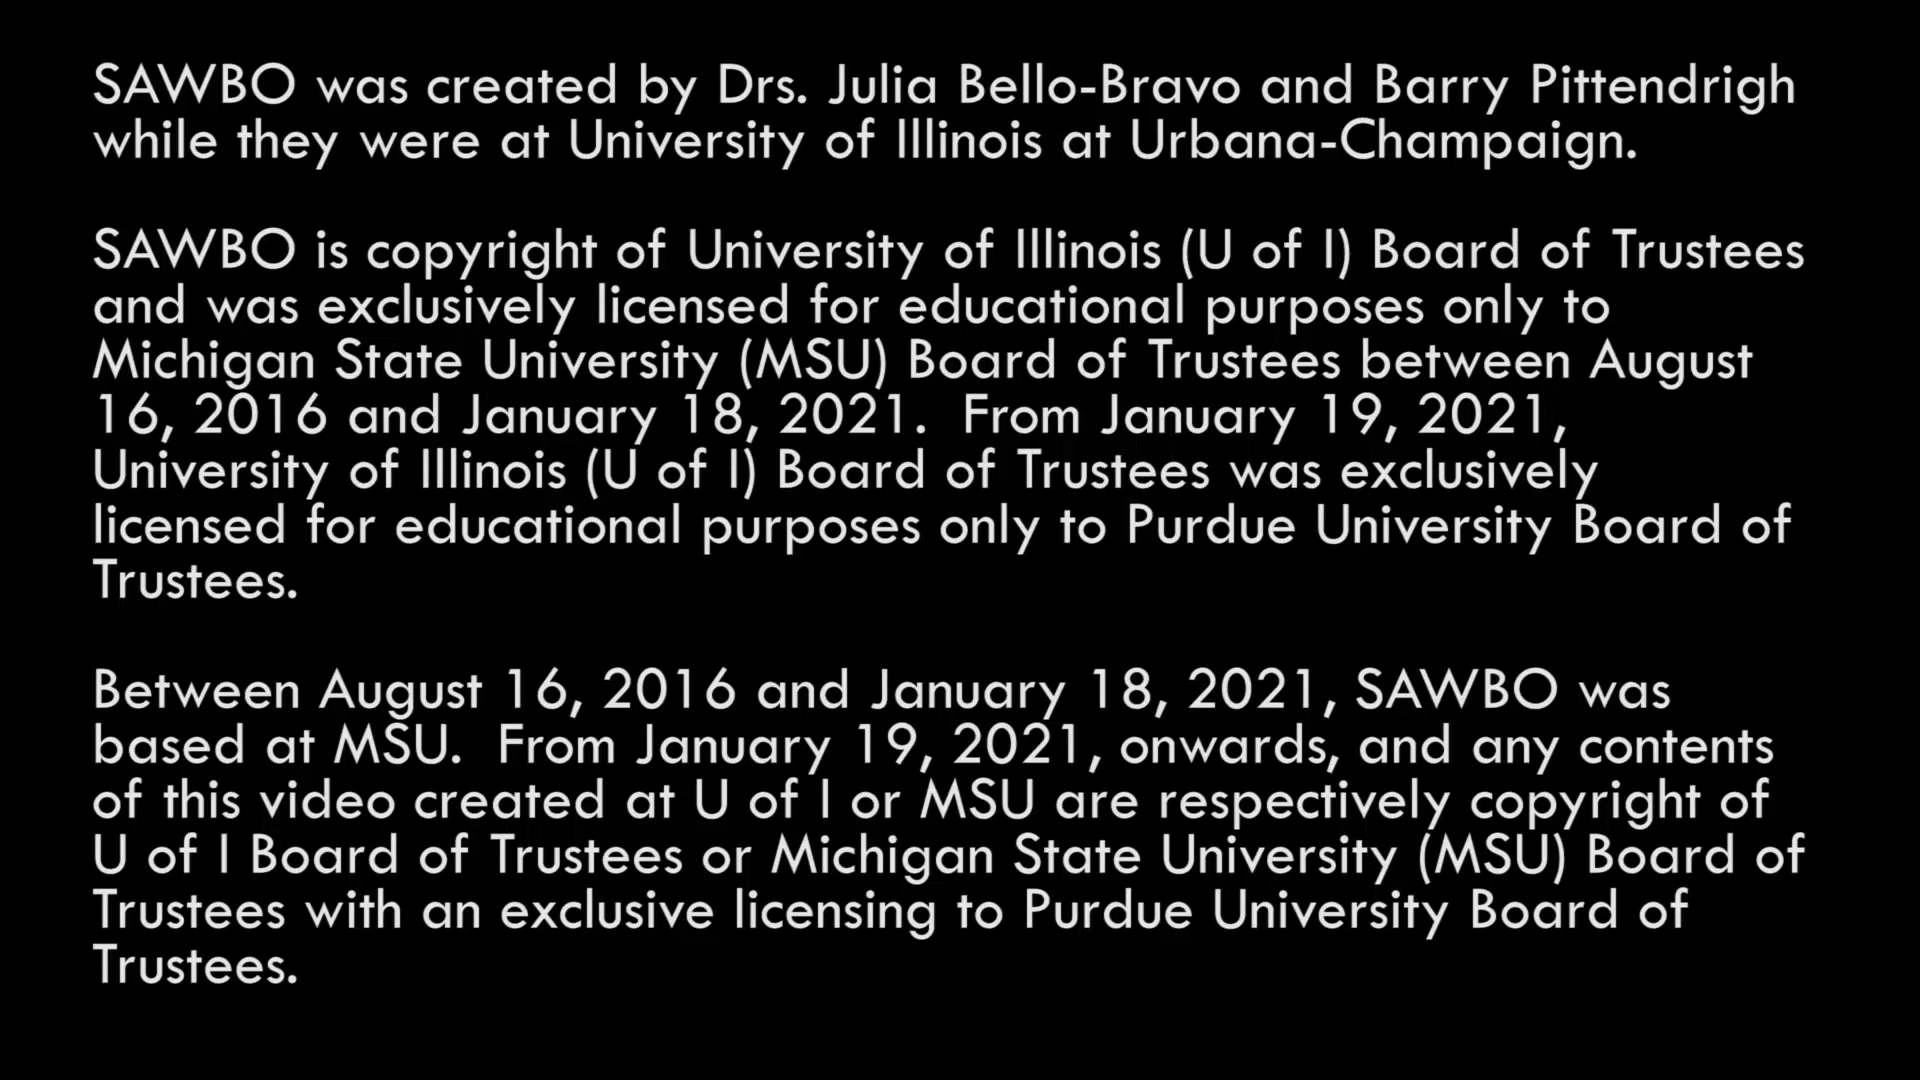 SAWBO was created by Drs. Julia Bello-Bravo and Barry Pittendrigh
while they were at University of Illinois at Urbana-Champaign.
SAWBO is copyright of University of Illinois (U of I) Board of Trustees
and was exclusively licensed for educational purposes only to
Michigan State University (MSU) Board of Trustees between August
16, 2016 and January 18, 2021.  From January 19, 2021,
University of Illinois (U of I) Board of Trustees was exclusively
licensed for educational purposes only to Purdue University Board of
Trustees.
Between August 16, 2016 and January 18, 2021, SAWBO was
based at MSU.  From January 19, 2021, onwards, and any contents
of this video created at U of I or MSU are respectively copyright of
U of I Board of Trustees or Michigan State University (MSU) Board of
Trustees with an exclusive licensing to Purdue University Board of
Trustees.